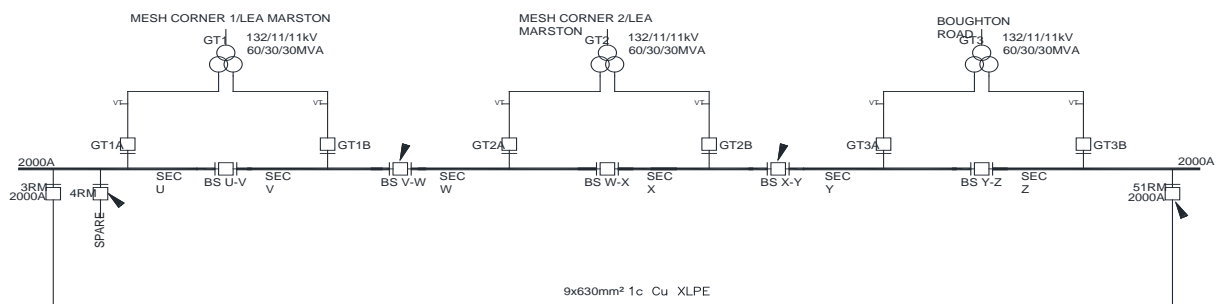 MESH CORNER 1/LEA MARSTON
GT1
132/11/11kV
60/30/30MVA
MESH CORNER 2/LEA
MARSTON
GT2
132/11/11kV
60/30/30MVA
BOUGHTON
ROAD
GT3
132/11/11kV
60/30/30MVA
VT
VT
VT
VT
VT
VT
GT1A
GT1B
GT2A
GT2B
GT3A
GT3B
2000A
2000A
SEC
U
BS U-V
SEC
V
BS V-W
SEC
W
BS W-X
SEC
X
BS X-Y
SEC
Y
BS Y-Z
SEC
Z
3RM
2000A
4RM
SPARE
51RM
2000A
9x630mm² 1c Cu XLPE